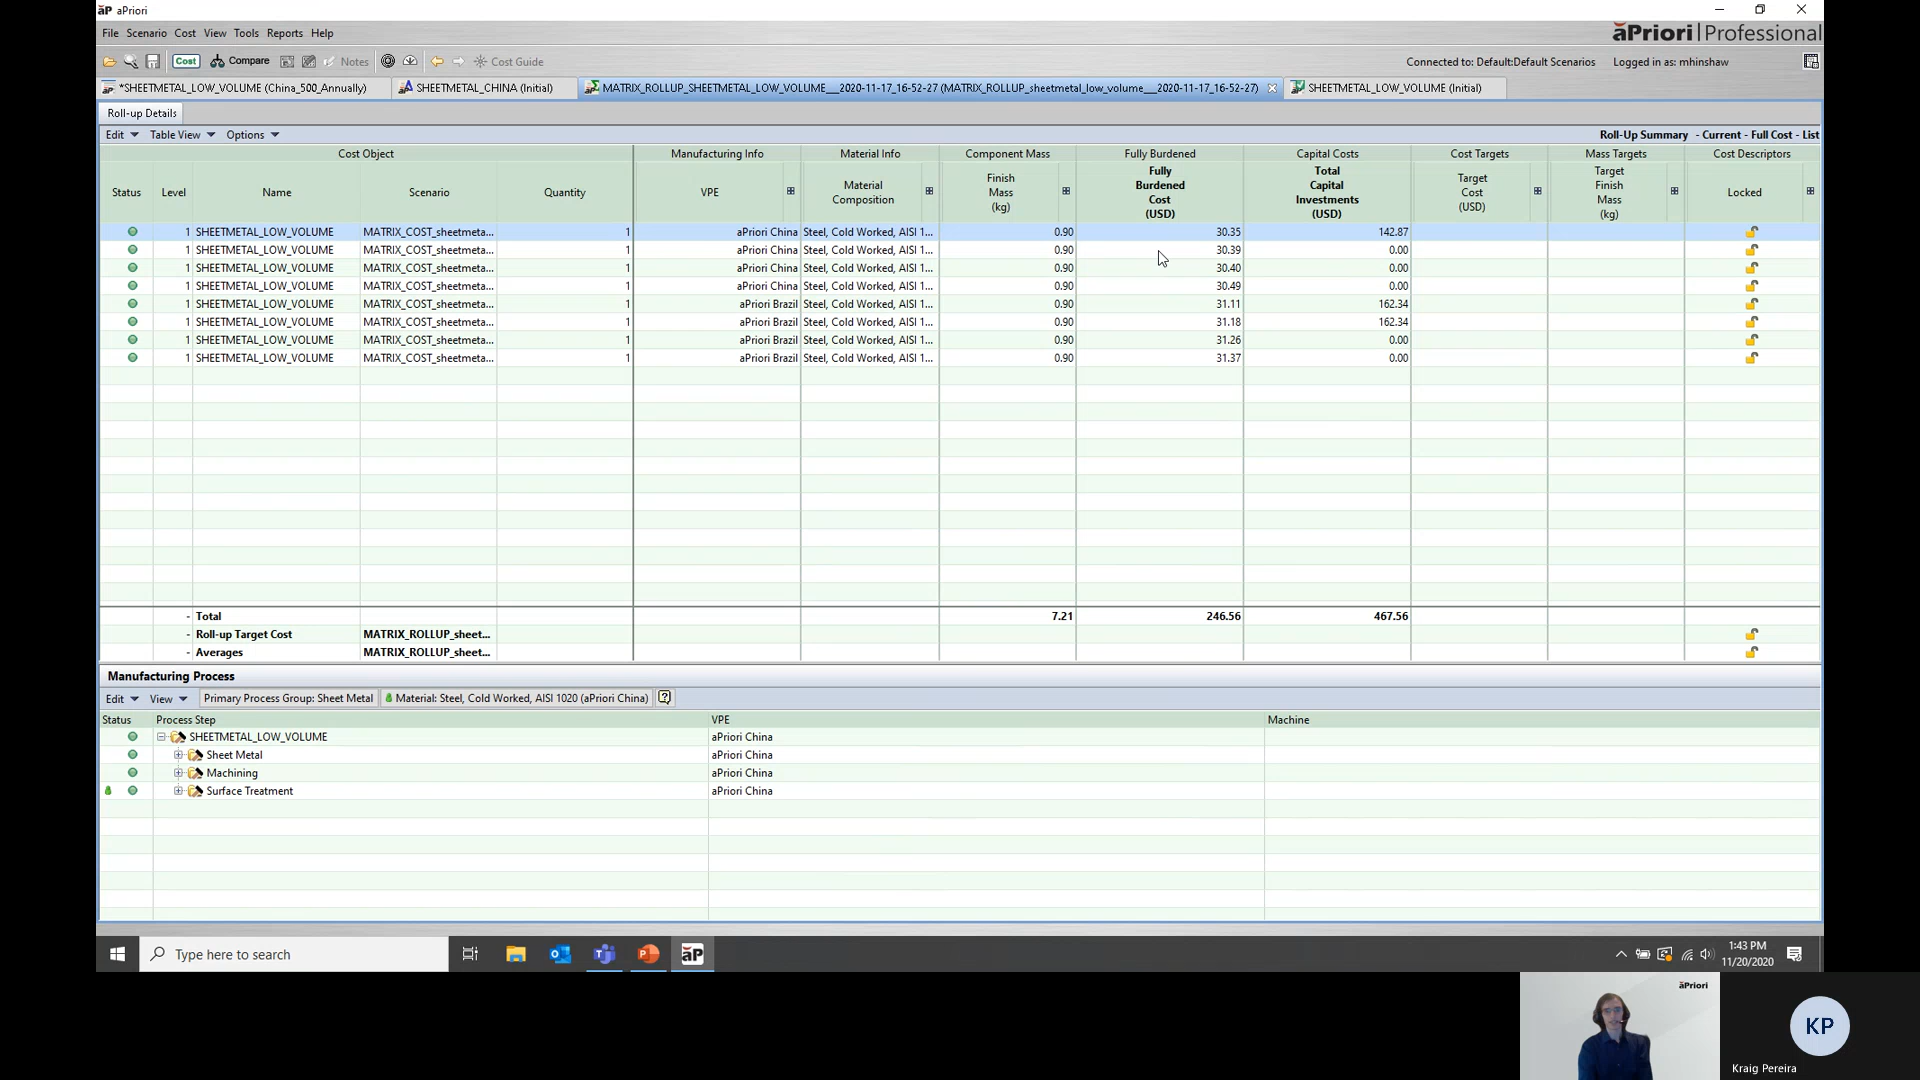 aP aPriori
File Scenario Cost View Tools Reports Help
aPriori | Professional
Cost Compare Notes Cost Guide
Connected to: Default:Default Scenarios Logged in as: mhinshaw
*SHEETMETAL_LOW_VOLUME (China_500_Annually) SHEETMETAL_CHINA (Initial) MATRIX_ROLLUP_SHEETMETAL_LOW_VOLUME___2020-11-17_16-52-27 (MATRIX_ROLLUP_sheetmetal_low_volume___2020-11-17_16-52-27) SHEETMETAL_LOW_VOLUME (Initial)
Roll-up Details
Edit Table View Options Roll-Up Summary - Current - Full Cost - List
Cost Object Manufacturing Info Material Info Component Mass Fully Burdened Capital Costs Cost Targets Mass Targets Cost Descriptors
Status Level Name Scenario Quantity VPE Material Composition Finish Mass (kg) Fully Burdened Cost (USD) Total Capital Investments (USD) Target Cost (USD) Target Finish Mass (kg) Locked
1 SHEETMETAL_LOW_VOLUME MATRIX_COST_sheetmeta... 1 aPriori China Steel, Cold Worked, AISI 1... 0.90 30.35 142.87
1 SHEETMETAL_LOW_VOLUME MATRIX_COST_sheetmeta... 1 aPriori China Steel, Cold Worked, AISI 1... 0.90 30.39 0.00
1 SHEETMETAL_LOW_VOLUME MATRIX_COST_sheetmeta... 1 aPriori China Steel, Cold Worked, AISI 1... 0.90 30.40 0.00
1 SHEETMETAL_LOW_VOLUME MATRIX_COST_sheetmeta... 1 aPriori China Steel, Cold Worked, AISI 1... 0.90 30.49 0.00
1 SHEETMETAL_LOW_VOLUME MATRIX_COST_sheetmeta... 1 aPriori Brazil Steel, Cold Worked, AISI 1... 0.90 31.11 162.34
1 SHEETMETAL_LOW_VOLUME MATRIX_COST_sheetmeta... 1 aPriori Brazil Steel, Cold Worked, AISI 1... 0.90 31.18 162.34
1 SHEETMETAL_LOW_VOLUME MATRIX_COST_sheetmeta... 1 aPriori Brazil Steel, Cold Worked, AISI 1... 0.90 31.26 0.00
1 SHEETMETAL_LOW_VOLUME MATRIX_COST_sheetmeta... 1 aPriori Brazil Steel, Cold Worked, AISI 1... 0.90 31.37 0.00
- Total 7.21 246.56 467.56
- Roll-up Target Cost MATRIX_ROLLUP_sheet...
- Averages MATRIX_ROLLUP_sheet...
Manufacturing Process
Edit View Primary Process Group: Sheet Metal Material: Steel, Cold Worked, AISI 1020 (aPriori China)
Status Process Step VPE Machine
SHEETMETAL_LOW_VOLUME aPriori China
Sheet Metal aPriori China
Machining aPriori China
Surface Treatment aPriori China
Type here to search
aP
1:43 PM
11/20/2020
aPriori
KP
Kraig Pereira